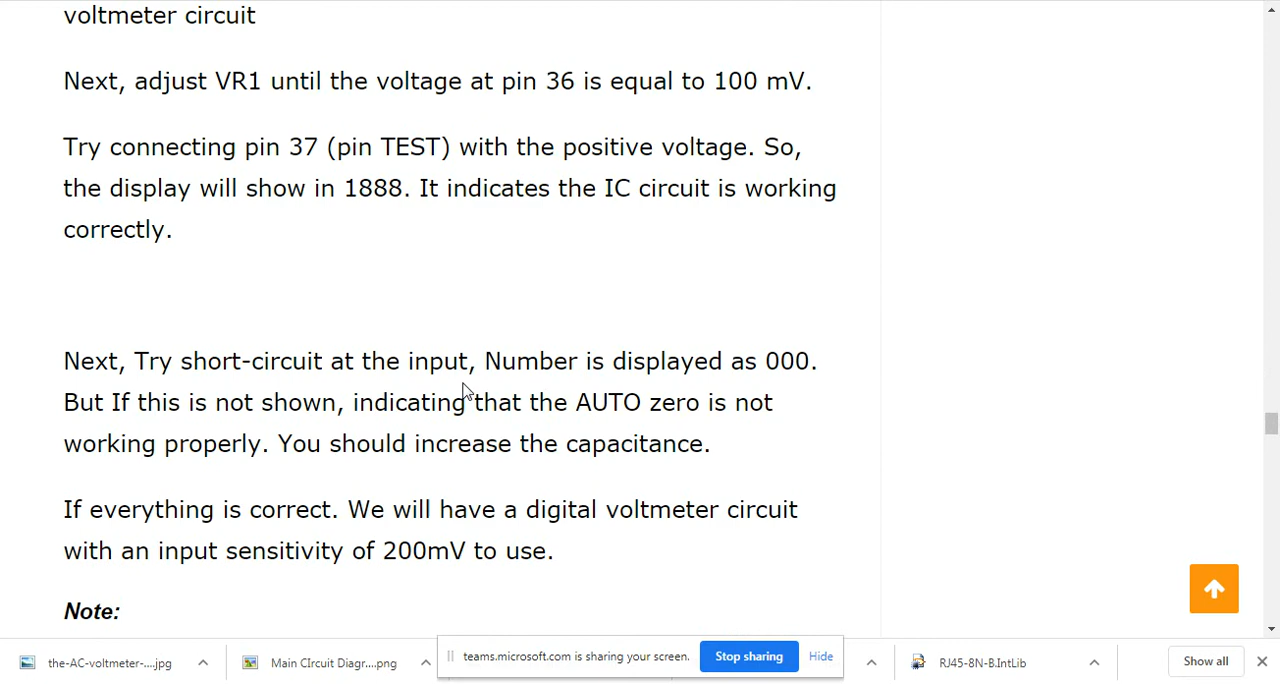 voltmeter circuit
Next, adjust VR1 until the voltage at pin 36 is equal to 100 mV.
Try connecting pin 37 (pin TEST) with the positive voltage. So,
the display will show in 1888. It indicates the IC circuit is working
correctly.
Next, Try short-circuit at the input, Number is displayed as 000.
But If this is not shown, indicating that the AUTO zero is not
working properly. You should increase the capacitance.
If everything is correct. We will have a digital voltmeter circuit
with an input sensitivity of 200mV to use.
Note:
the-AC-voltmeter-....jpg
Main CIrcuit Diagr....png
teams.microsoft.com is sharing your screen.
Stop sharing
Hide
RJ45-8N-B.IntLib
Show all